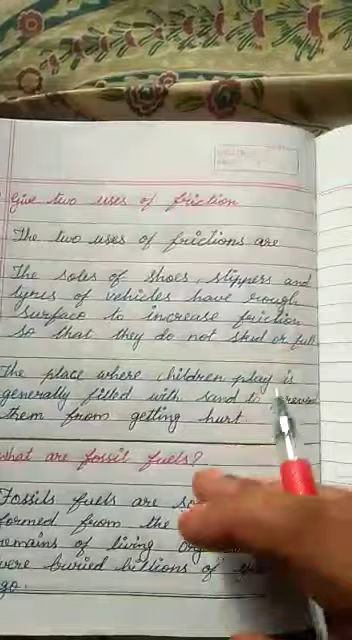 Give two uses of friction
The two uses of frictions are
The soles of shoes, slippers and
tyres of vehicles have rough
surface to increase friction
so that they do not skid or fall
The place where children play is
generally filled with sand to
them from getting hurt.
What are fossil fuels?
Fossils fuels are
formed from the
remains of living
were buried billions of
go.